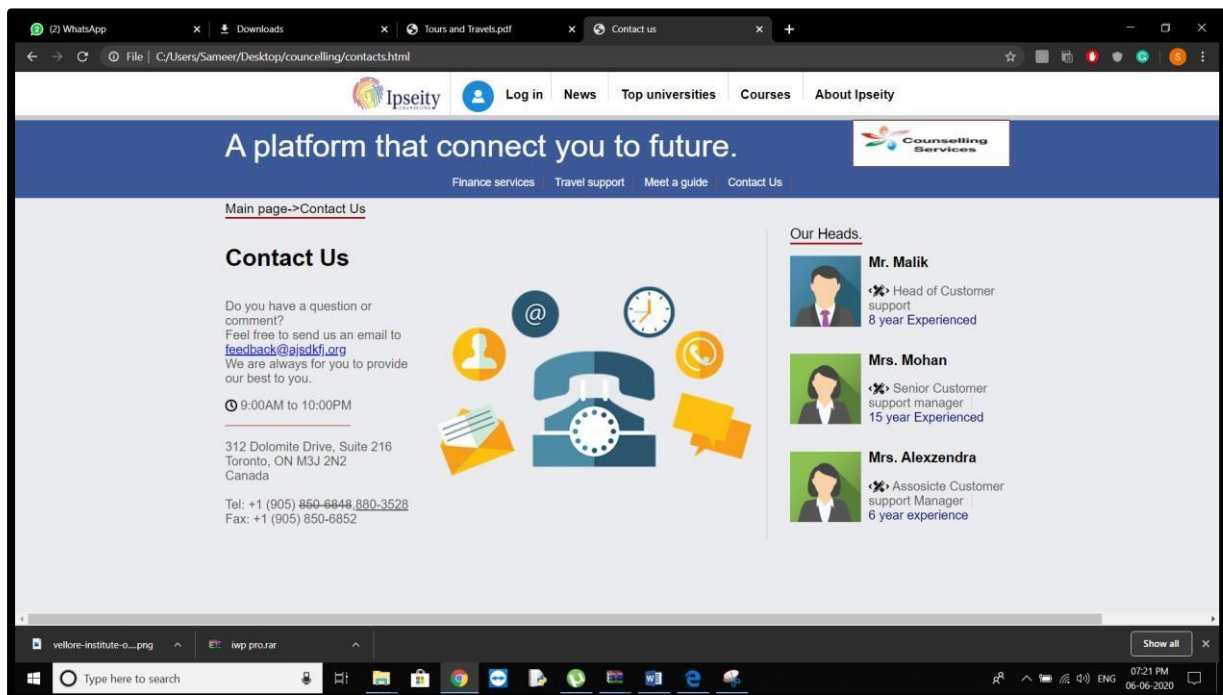 (2) WhatsApp
Downloads
Tours and Travels.pdf
Contact us
File | C:/Users/Sameer/Desktop/councelling/contacts.html
S
Ipseity
COUNSELING
Log in
News
Top universities
Courses
About Ipseity
A platform that connect you to future.
Counselling
Services
Finance services
Travel support
Meet a guide
Contact Us
Main page->Contact Us
Contact Us
Do you have a question or
comment?
Feel free to send us an email to
feedback@ajsdkfj.org
We are always for you to provide
our best to you.
9:00AM to 10:00PM
312 Dolomite Drive, Suite 216
Toronto, ON M3J 2N2
Canada
Tel: +1 (905) 850-6848 880-3528
Fax: +1 (905) 850-6852
@
Our Heads.
Mr. Malik
Head of Customer
support
8 year Experienced
Mrs. Mohan
Senior Customer
support manager
15 year Experienced
Mrs. Alexzendra
Assosicte Customer
support Manager
6 year experience
vellore-institute-o....png
iwp pro.rar
Show all
Type here to search
ENG
07:21 PM
06-06-2020